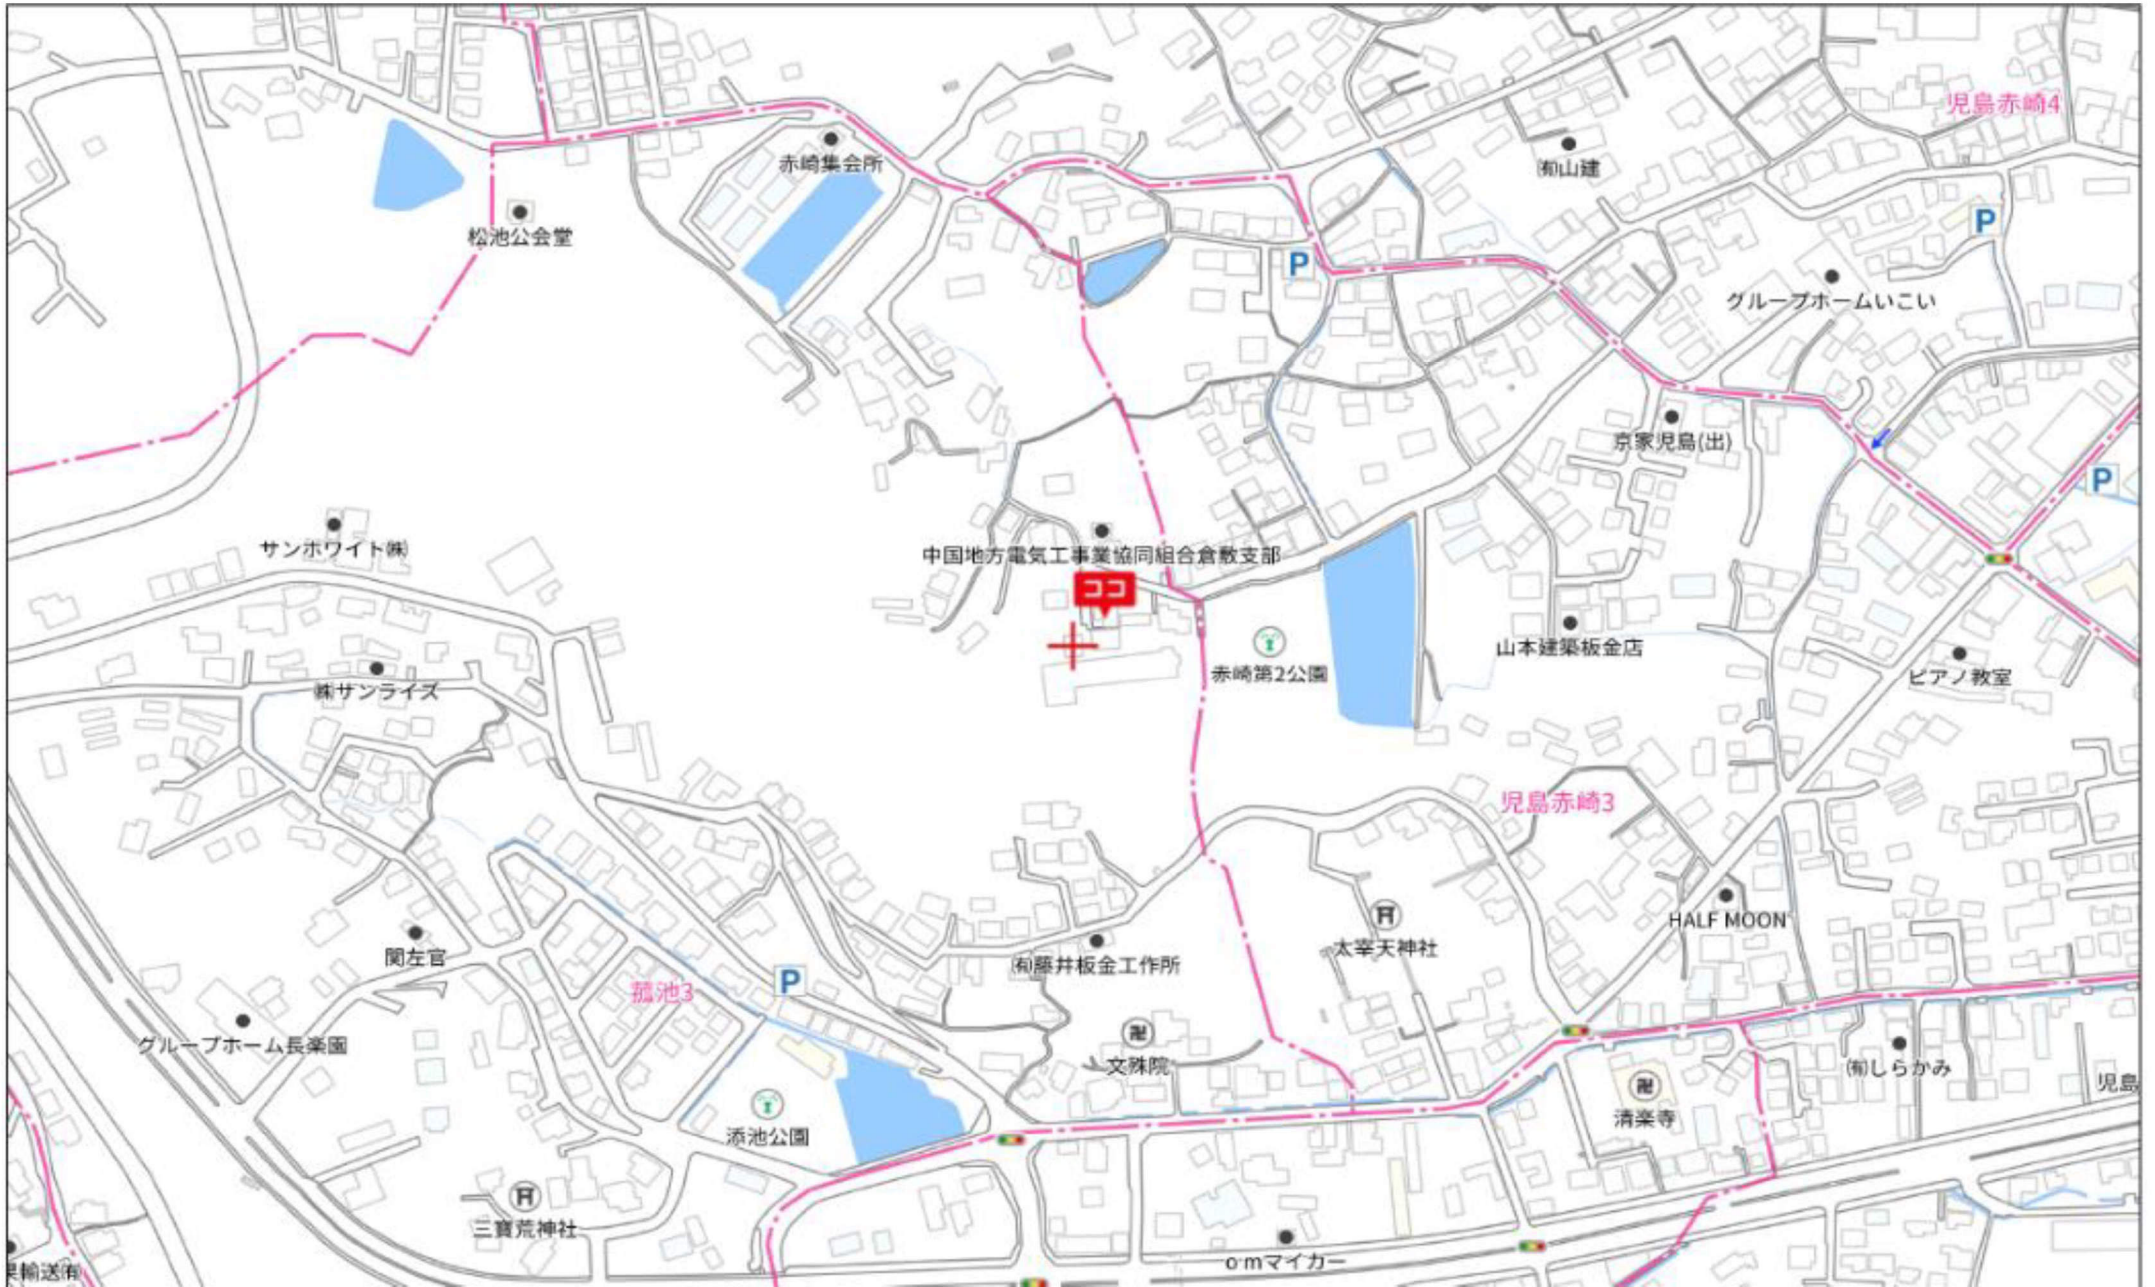 児島赤崎4
赤崎集会所
㈲山建
松池公会堂
P
P
グループホームいこい
京家児島(出)
P
サンホワイト㈱
中国地方電気工事業協同組合倉敷支部
ココ
赤崎第2公園
山本建築板金店
ピアノ教室
㈱サンライズ
児島赤崎3
HALF MOON
太宰天神社
関左官
㈲藤井板金工作所
P
菰池3
グループホーム長楽園
卍
文殊院
㈲しらかみ
児島
卍
清楽寺
添池公園
三寶荒神社
o·mマイカー
輸送㈲